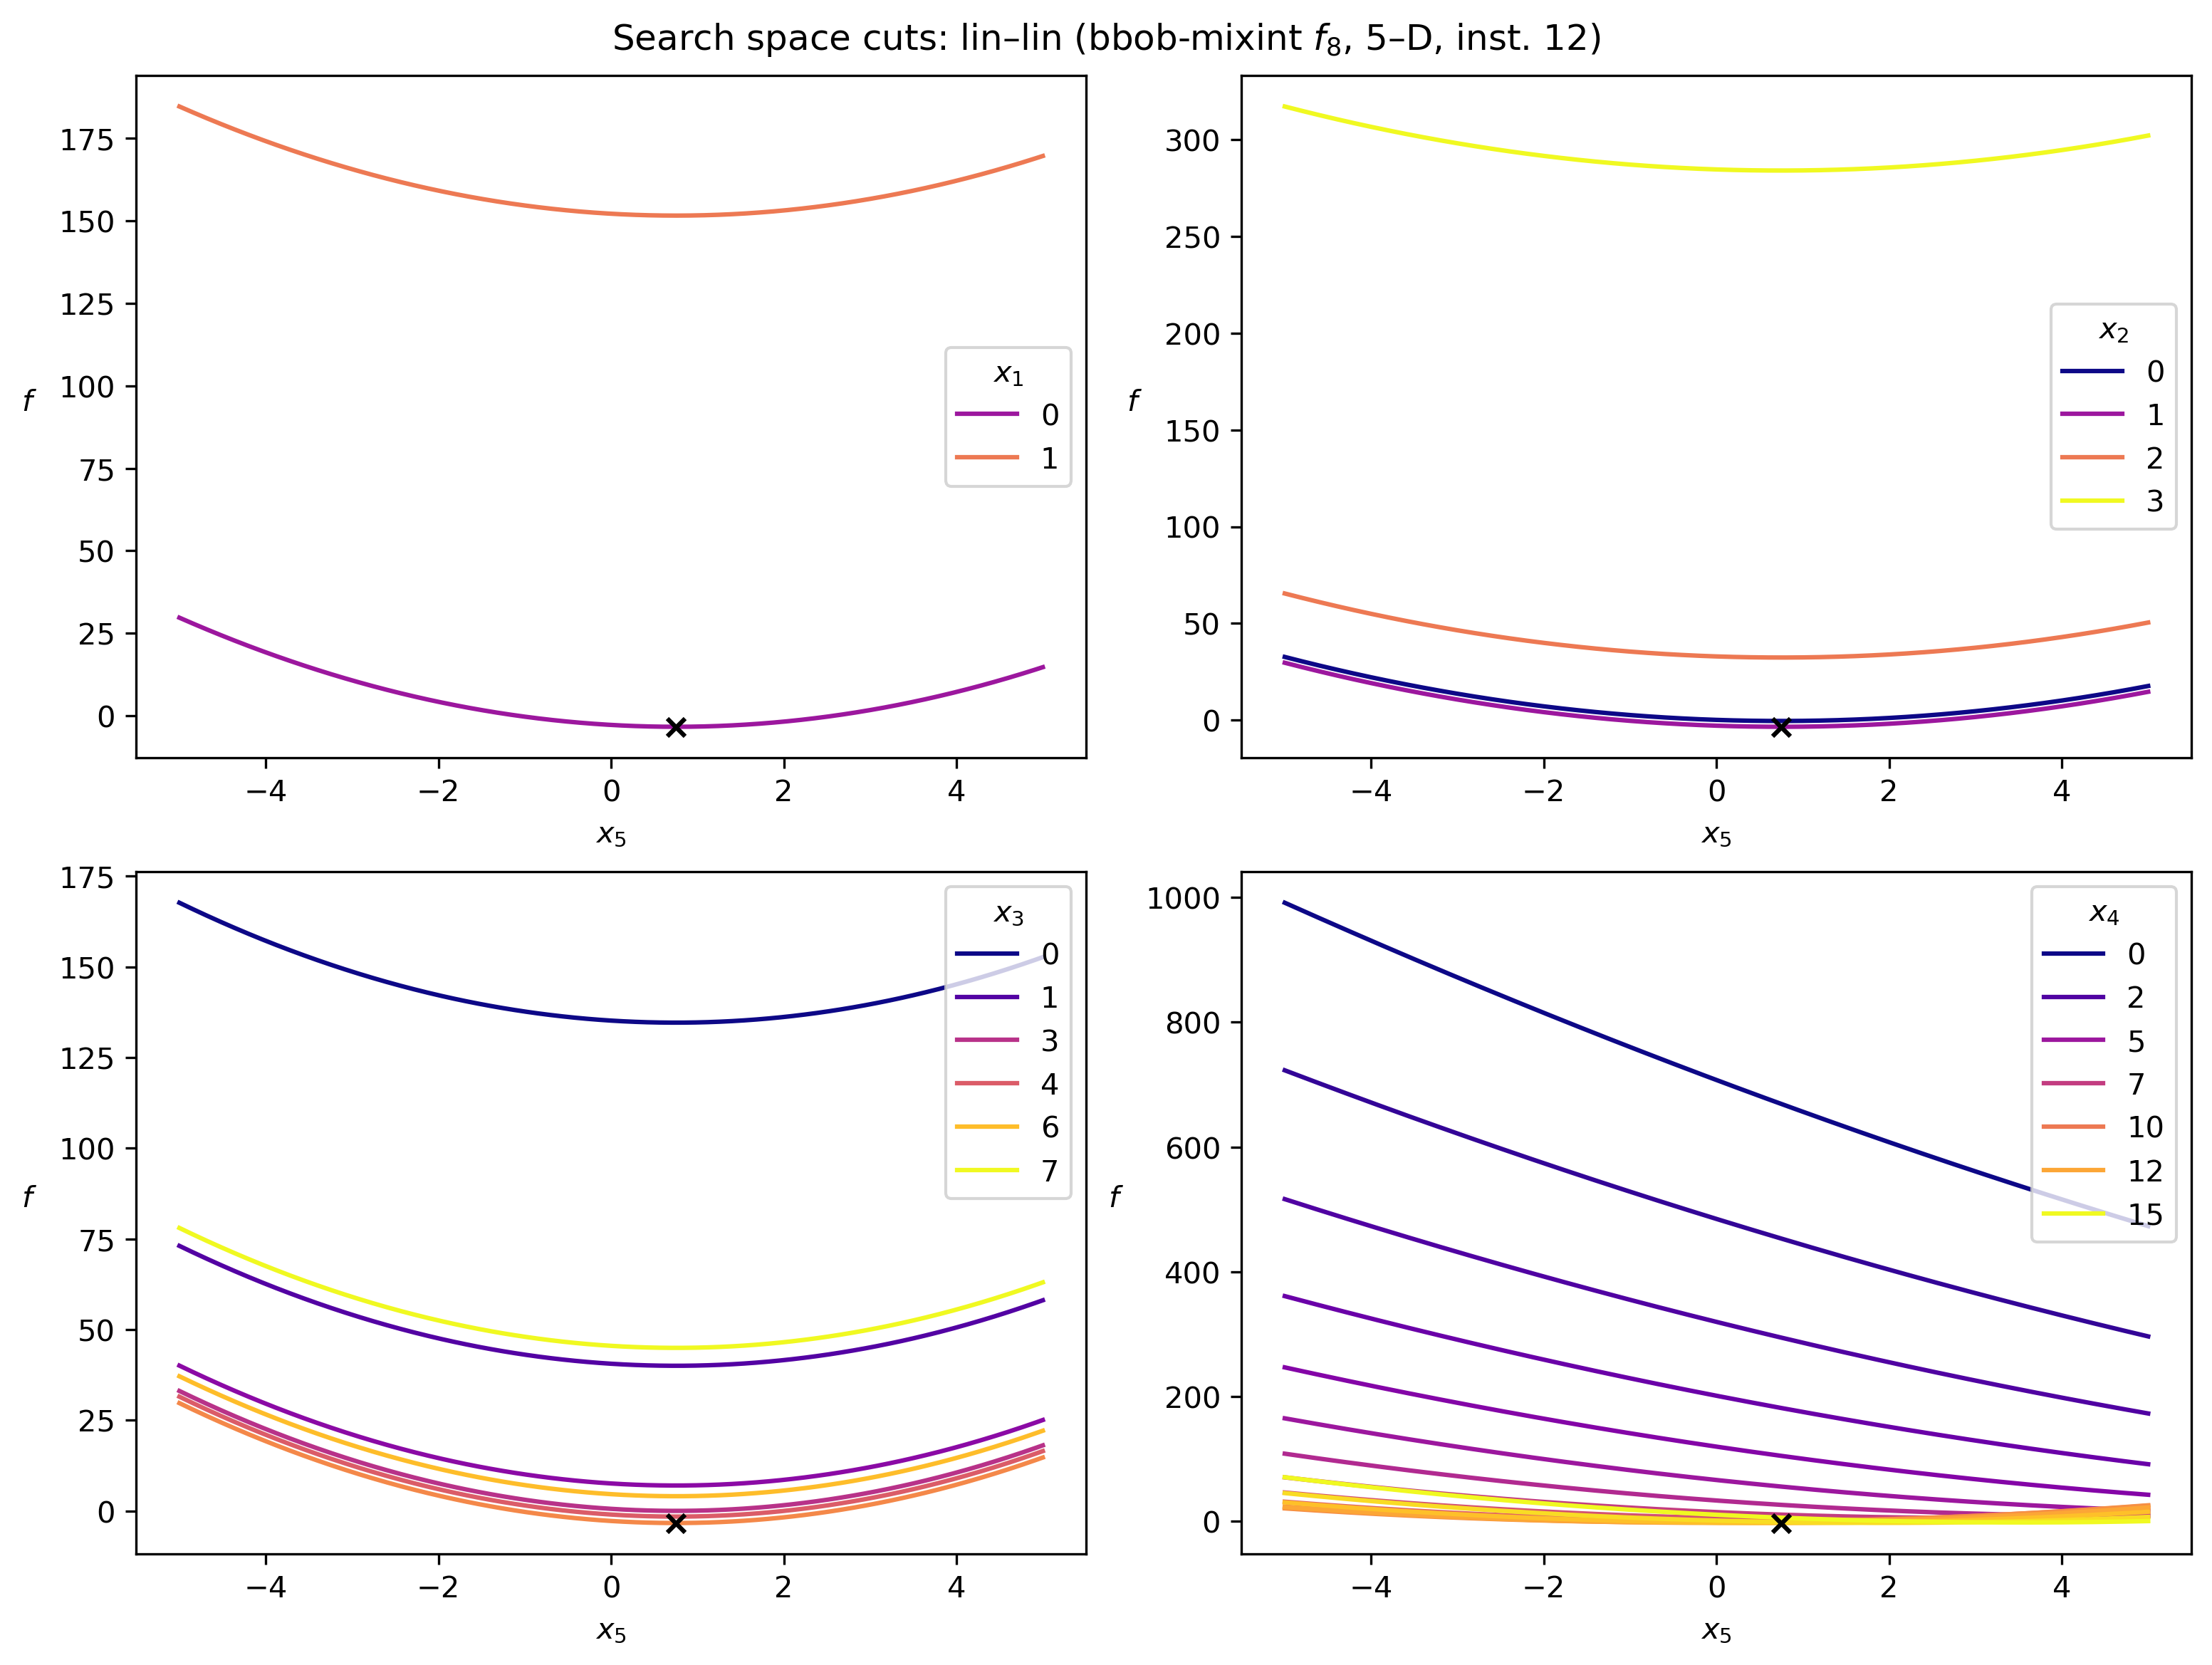 Search space cuts: lin–lin (bbob-mixint f₈, 5–D, inst. 12)
175
150
125
100
75
50
25
0
f
x₁
0
1
−4 −2 0 2 4
x₅
300
250
200
150
100
50
0
f
x₂
0
1
2
3
−4 −2 0 2 4
x₅
175
150
125
100
75
50
25
0
f
x₃
0
1
3
4
6
7
−4 −2 0 2 4
x₅
1000
800
600
400
200
0
f
x₄
0
2
5
7
10
12
15
−4 −2 0 2 4
x₅